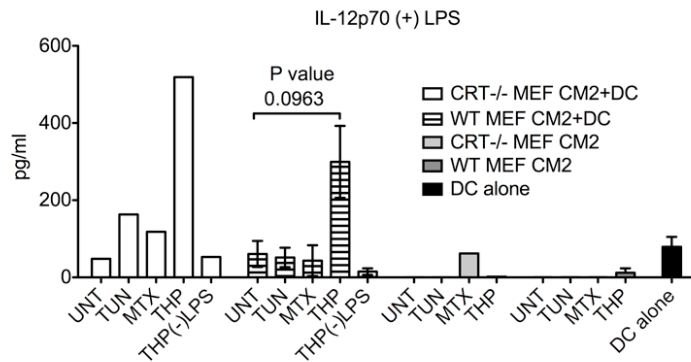 IL-12p70 (+) LPS
600
400
200
0
pg/ml
P value
0.0963
CRT-/- MEF CM2+DC
WT MEF CM2+DC
CRT-/- MEF CM2
WT MEF CM2
DC alone
UNT
TUN
MTX
THP
THP(-)LPS
UNT
TUN
MTX
THP
THP(-)LPS
UNT
TUN
MTX
THP
UNT
TUN
MTX
THP
DC alone